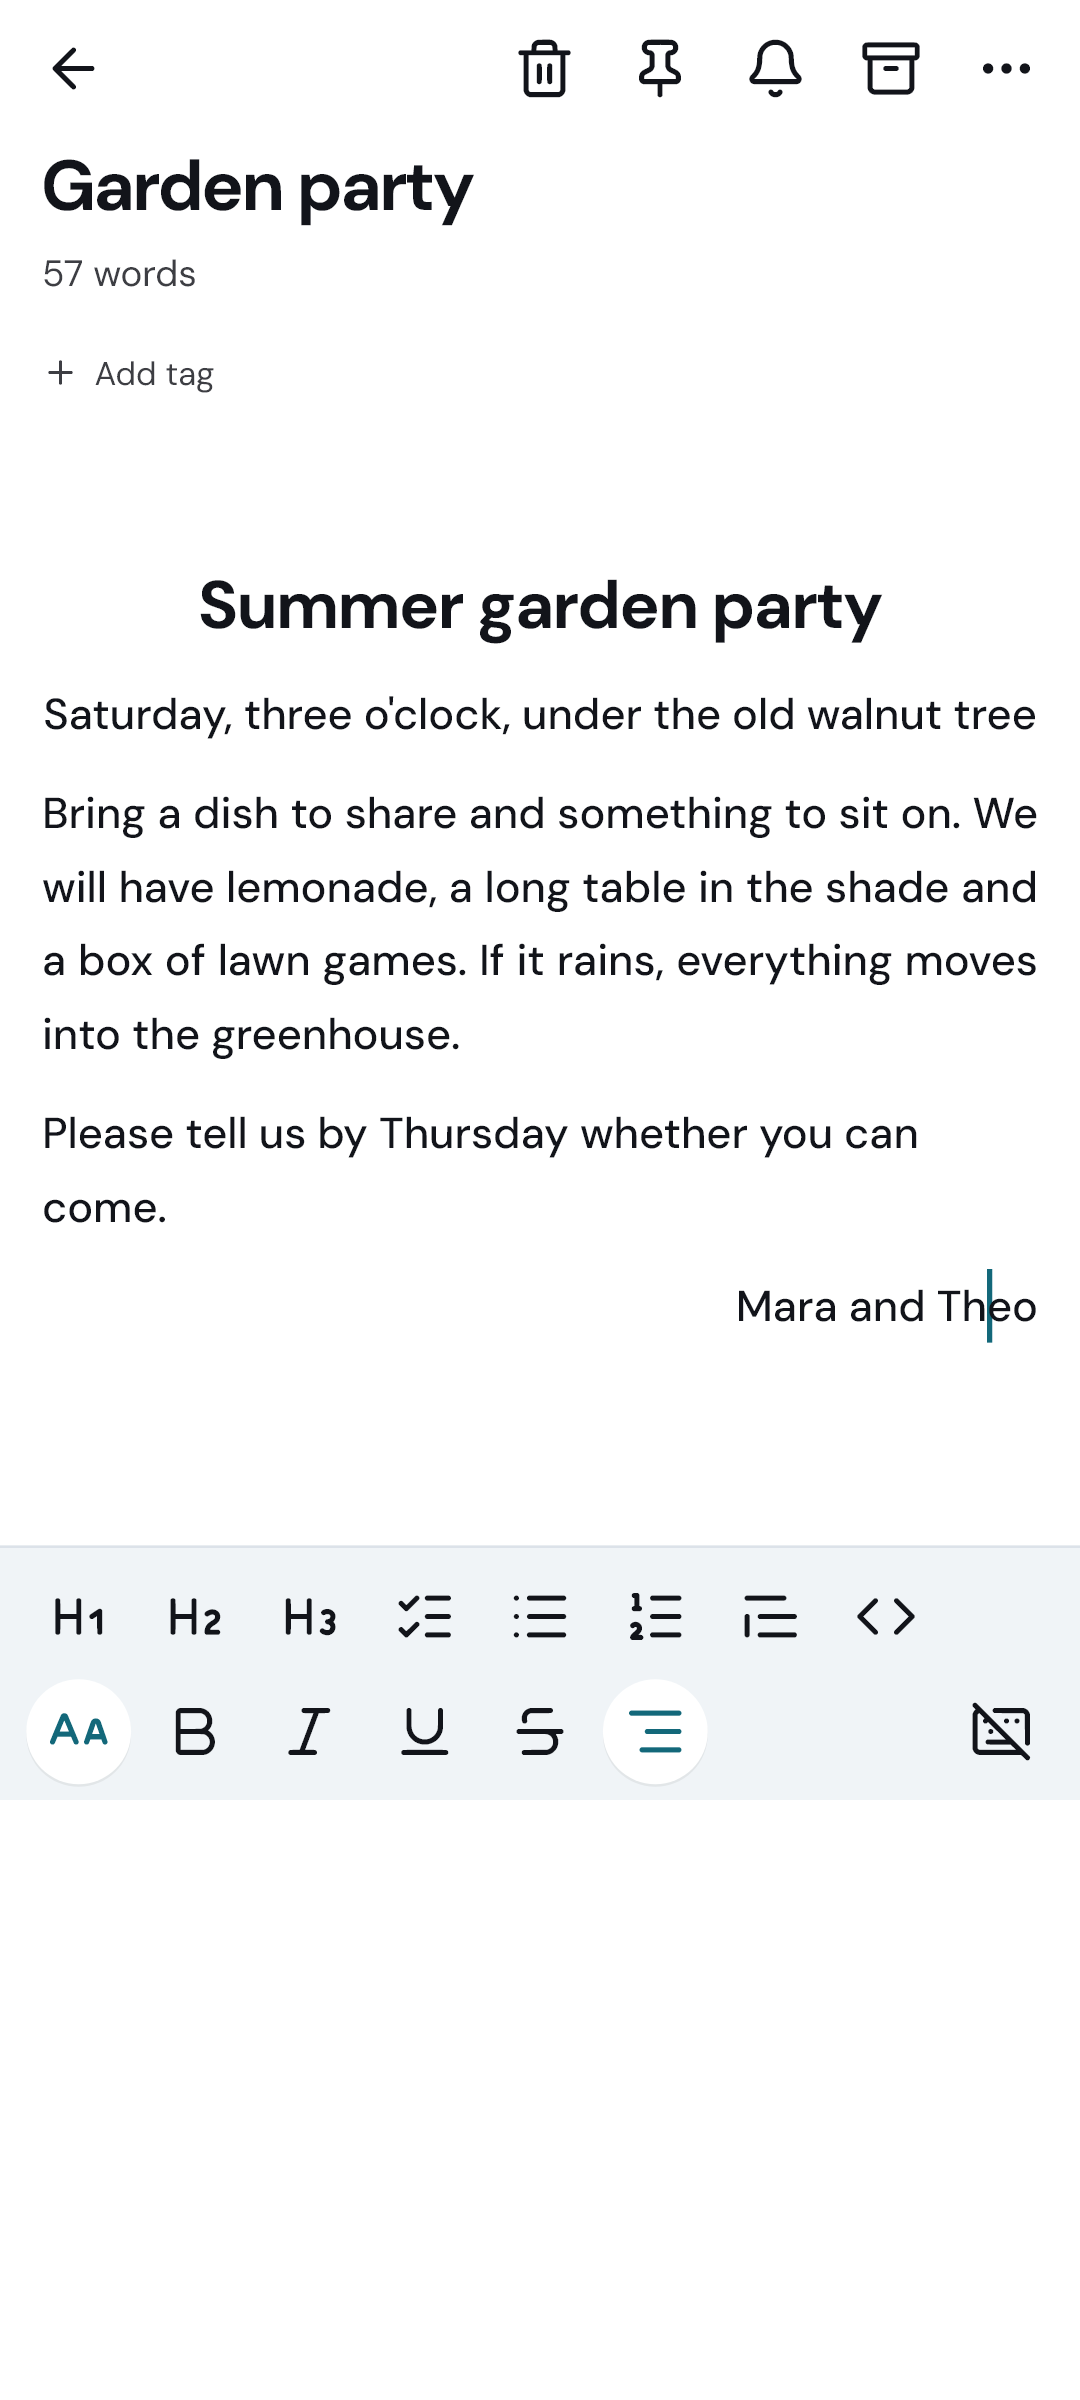 Garden party
57 words
Add tag
Summer garden party
Saturday, three o'clock, under the old walnut tree
Bring a dish to share and something to sit on. We
will have lemonade, a long table in the shade and
a box of lawn games. If it rains, everything moves
into the greenhouse.
Please tell us by Thursday whether you can
come.
Mara and Theo
H1 H2 H3
AA B I U S